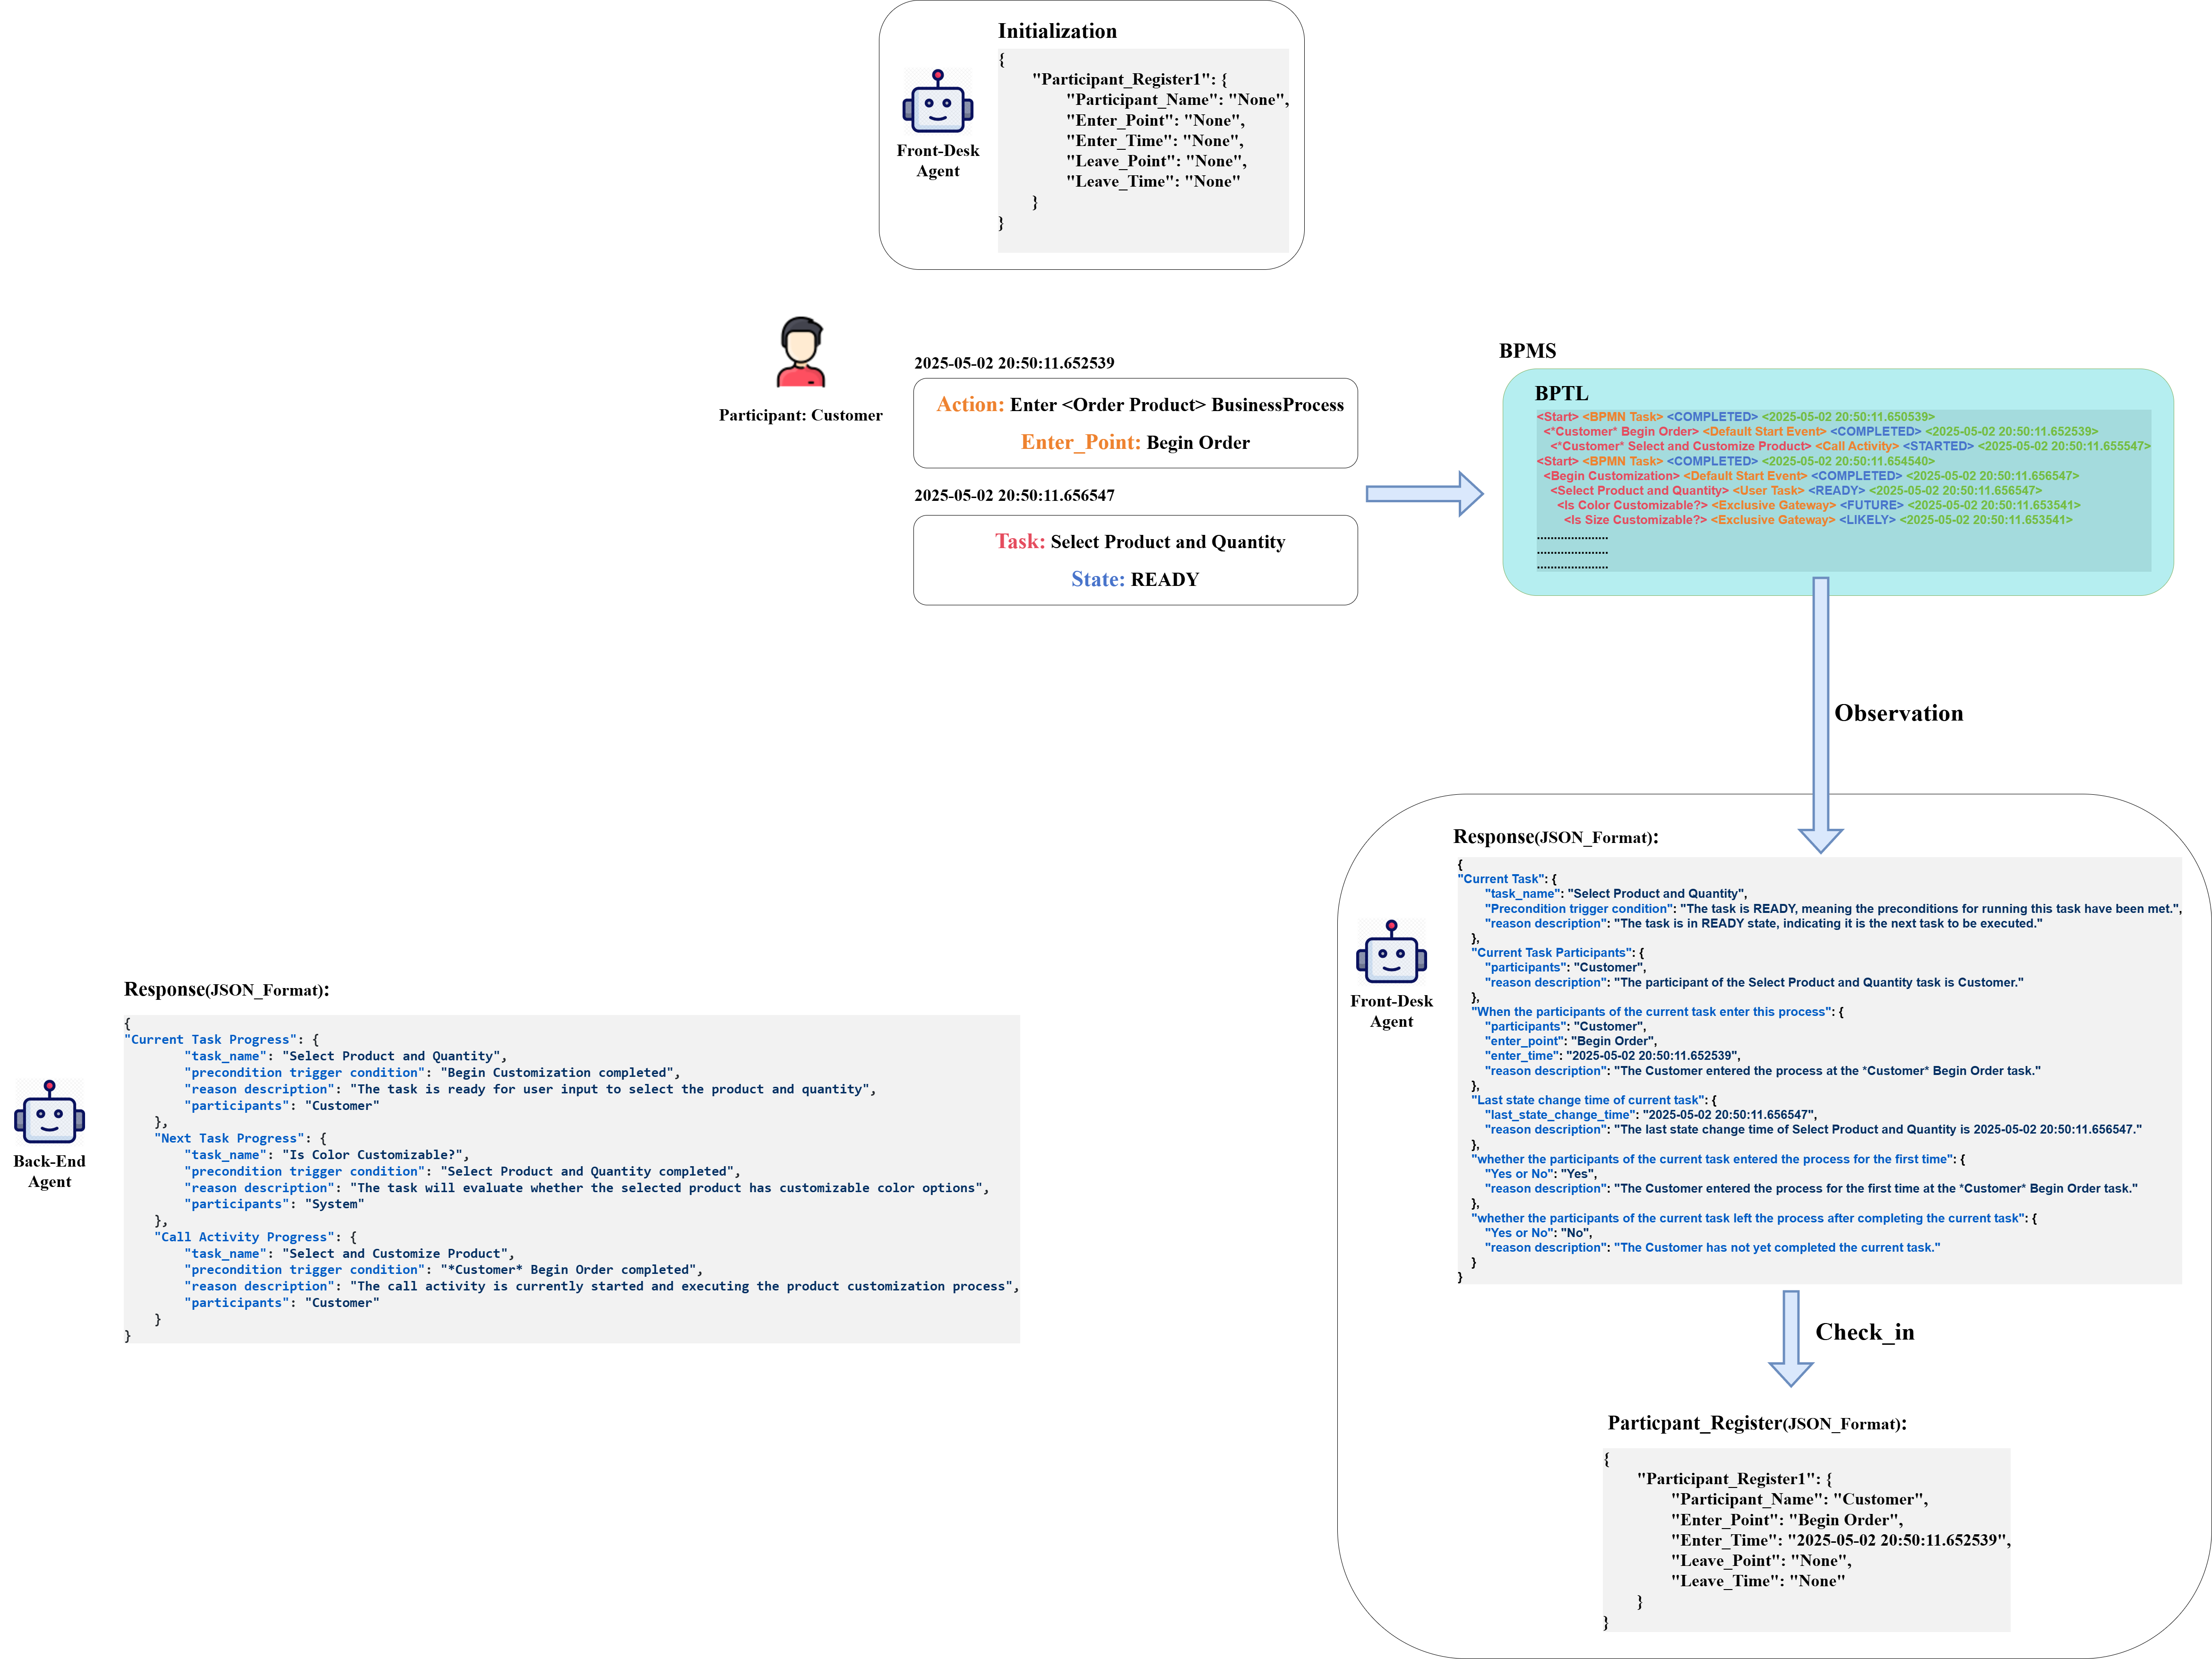 Initialization
{
"Participant_Register1": {
"Participant_Name": "None",
"Enter_Point": "None",
"Enter_Time": "None",
"Leave_Point": "None",
"Leave_Time": "None"
}
}
Front-Desk
Agent
Participant: Customer
2025-05-02 20:50:11.652539
Action: Enter <Order Product> BusinessProcess
Enter_Point: Begin Order
2025-05-02 20:50:11.656547
Task: Select Product and Quantity
State: READY
BPMS
BPTL
<Start> <BPMN Task> <COMPLETED> <2025-05-02 20:50:11.650539>
<*Customer* Begin Order> <Default Start Event> <COMPLETED> <2025-05-02 20:50:11.652539>
<*Customer* Select and Customize Product> <Call Activity> <STARTED> <2025-05-02 20:50:11.655547>
<Start> <BPMN Task> <COMPLETED> <2025-05-02 20:50:11.654540>
<Begin Customization> <Default Start Event> <COMPLETED> <2025-05-02 20:50:11.656547>
<Select Product and Quantity> <User Task> <READY> <2025-05-02 20:50:11.656547>
<Is Color Customizable?> <Exclusive Gateway> <FUTURE> <2025-05-02 20:50:11.653541>
<Is Size Customizable?> <Exclusive Gateway> <LIKELY> <2025-05-02 20:50:11.653541>
.....................
.....................
.....................
Observation
Response(JSON_Format):
{
"Current Task": {
"task_name": "Select Product and Quantity",
"Precondition trigger condition": "The task is READY, meaning the preconditions for running this task have been met.",
"reason description": "The task is in READY state, indicating it is the next task to be executed."
},
"Current Task Participants": {
"participants": "Customer",
"reason description": "The participant of the Select Product and Quantity task is Customer."
},
"When the participants of the current task enter this process": {
"participants": "Customer",
"enter_point": "Begin Order",
"enter_time": "2025-05-02 20:50:11.652539",
"reason description": "The Customer entered the process at the *Customer* Begin Order task."
},
"Last state change time of current task": {
"last_state_change_time": "2025-05-02 20:50:11.656547",
"reason description": "The last state change time of Select Product and Quantity is 2025-05-02 20:50:11.656547."
},
"whether the participants of the current task entered the process for the first time": {
"Yes or No": "Yes",
"reason description": "The Customer entered the process for the first time at the *Customer* Begin Order task."
},
"whether the participants of the current task left the process after completing the current task": {
"Yes or No": "No",
"reason description": "The Customer has not yet completed the current task."
}
}
Front-Desk
Agent
Check_in
Particpant_Register(JSON_Format):
{
"Participant_Register1": {
"Participant_Name": "Customer",
"Enter_Point": "Begin Order",
"Enter_Time": "2025-05-02 20:50:11.652539",
"Leave_Point": "None",
"Leave_Time": "None"
}
}
Response(JSON_Format):
{
"Current Task Progress": {
"task_name": "Select Product and Quantity",
"precondition trigger condition": "Begin Customization completed",
"reason description": "The task is ready for user input to select the product and quantity",
"participants": "Customer"
},
"Next Task Progress": {
"task_name": "Is Color Customizable?",
"precondition trigger condition": "Select Product and Quantity completed",
"reason description": "The task will evaluate whether the selected product has customizable color options",
"participants": "System"
},
"Call Activity Progress": {
"task_name": "Select and Customize Product",
"precondition trigger condition": "*Customer* Begin Order completed",
"reason description": "The call activity is currently started and executing the product customization process",
"participants": "Customer"
}
}
Back-End
Agent